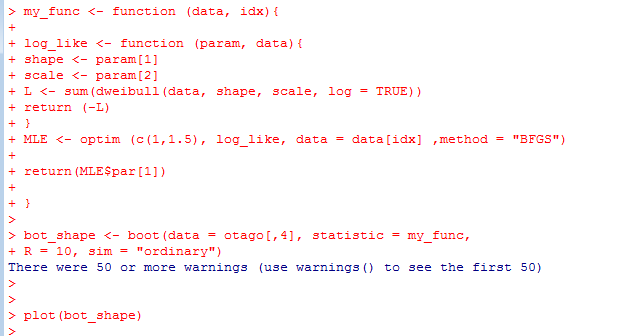 > my_func <- function (data, idx){
+
+ log_like <- function (param, data){
+ shape <- param[1]
+ scale <- param[2]
+ L <- sum(dweibull(data, shape, scale, log = TRUE))
+ return (-L)
+ }
+ MLE <- optim (c(1,1.5), log_like, data = data[idx] ,method = "BFGS")
+
+ return(MLE$par[1])
+
+ }
>
> bot_shape <- boot(data = otago[,4], statistic = my_func,
+ R = 10, sim = "ordinary")
There were 50 or more warnings (use warnings() to see the first 50)
>
>
> plot(bot_shape)
>